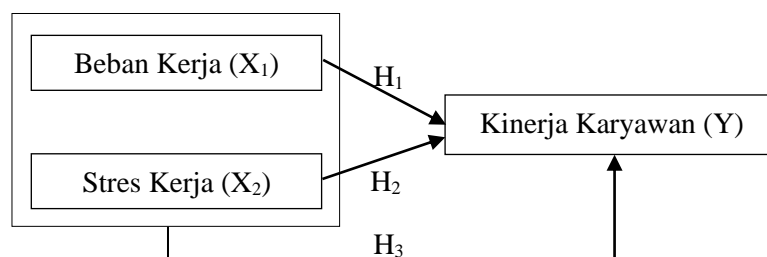 Beban Kerja (X₁)
H₁
Kinerja Karyawan (Y)
Stres Kerja (X₂)
H₂
H₃